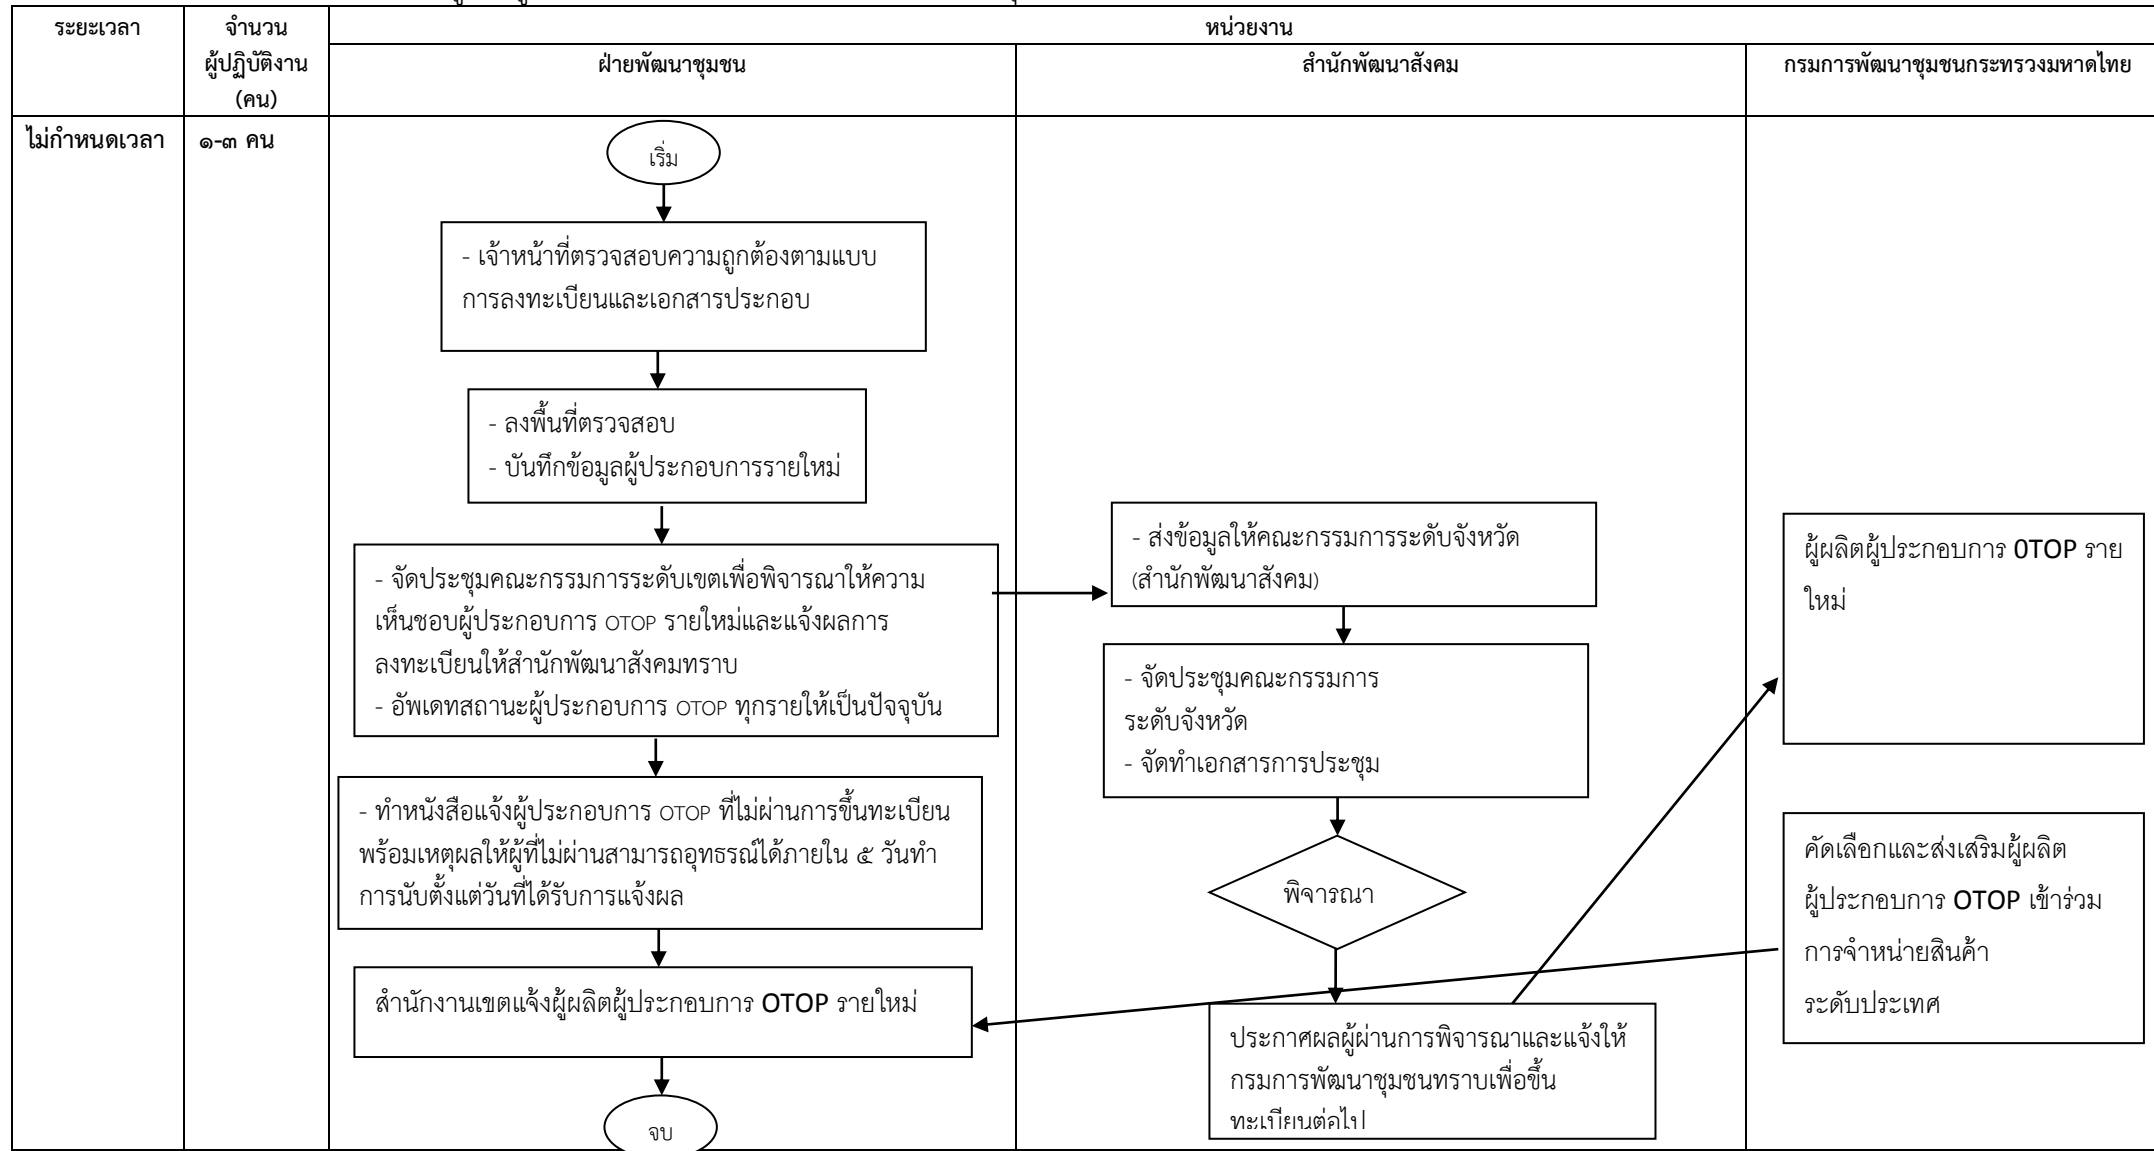 ระยะเวลา
จำนวน
ผู้ปฏิบัติงาน
(คน)
หน่วยงาน
ฝ่ายพัฒนาชุมชน
สำนักพัฒนาสังคม
กรมการพัฒนาชุมชนกระทรวงมหาดไทย
ไม่กำหนดเวลา
๑-๓ คน
เริ่ม
- เจ้าหน้าที่ตรวจสอบความถูกต้องตามแบบ
การลงทะเบียนและเอกสารประกอบ
- ลงพื้นที่ตรวจสอบ
- บันทึกข้อมูลผู้ประกอบการรายใหม่
- จัดประชุมคณะกรรมการระดับเขตเพื่อพิจารณาให้ความ
เห็นชอบผู้ประกอบการ OTOP รายใหม่และแจ้งผลการ
ลงทะเบียนให้สำนักพัฒนาสังคมทราบ
- อัพเดทสถานะผู้ประกอบการ OTOP ทุกรายให้เป็นปัจจุบัน
- ทำหนังสือแจ้งผู้ประกอบการ OTOP ที่ไม่ผ่านการขึ้นทะเบียน
พร้อมเหตุผลให้ผู้ที่ไม่ผ่านสามารถอุทธรณ์ได้ภายใน ๕ วันทำ
การนับตั้งแต่วันที่ได้รับการแจ้งผล
สำนักงานเขตแจ้งผู้ผลิตผู้ประกอบการ OTOP รายใหม่
จบ
- ส่งข้อมูลให้คณะกรรมการระดับจังหวัด
(สำนักพัฒนาสังคม)
- จัดประชุมคณะกรรมการ
ระดับจังหวัด
- จัดทำเอกสารการประชุม
พิจารณา
ประกาศผลผู้ผ่านการพิจารณาและแจ้งให้
กรมการพัฒนาชุมชนทราบเพื่อขึ้น
ทะเบียนต่อไป
ผู้ผลิตผู้ประกอบการ 0TOP ราย
ใหม่
คัดเลือกและส่งเสริมผู้ผลิต
ผู้ประกอบการ OTOP เข้าร่วม
การจำหน่ายสินค้า
ระดับประเทศ